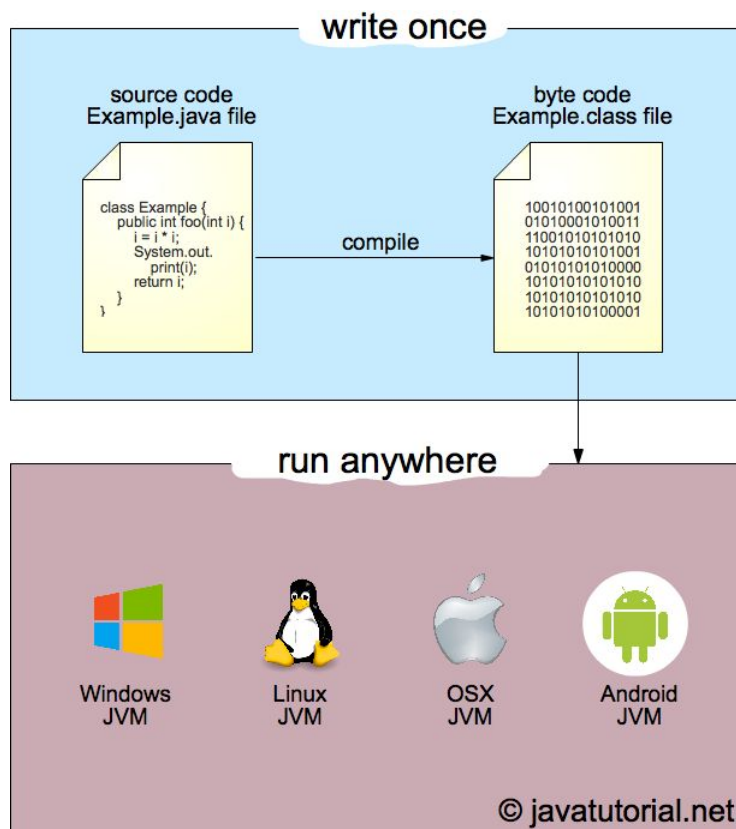 write once
source code
Example.java file
byte code
Example.class file
class Example {
public int foo(int i) {
i = i * i;
System.out.
print(i);
return i;
}
}
compile
10010100101001
01010001010011
11001010101010
10101010101001
01010101010000
10101010101010
10101010101010
10101010100001
run anywhere
Windows
JVM
Linux
JVM
OSX
JVM
Android
JVM
© javatutorial.net